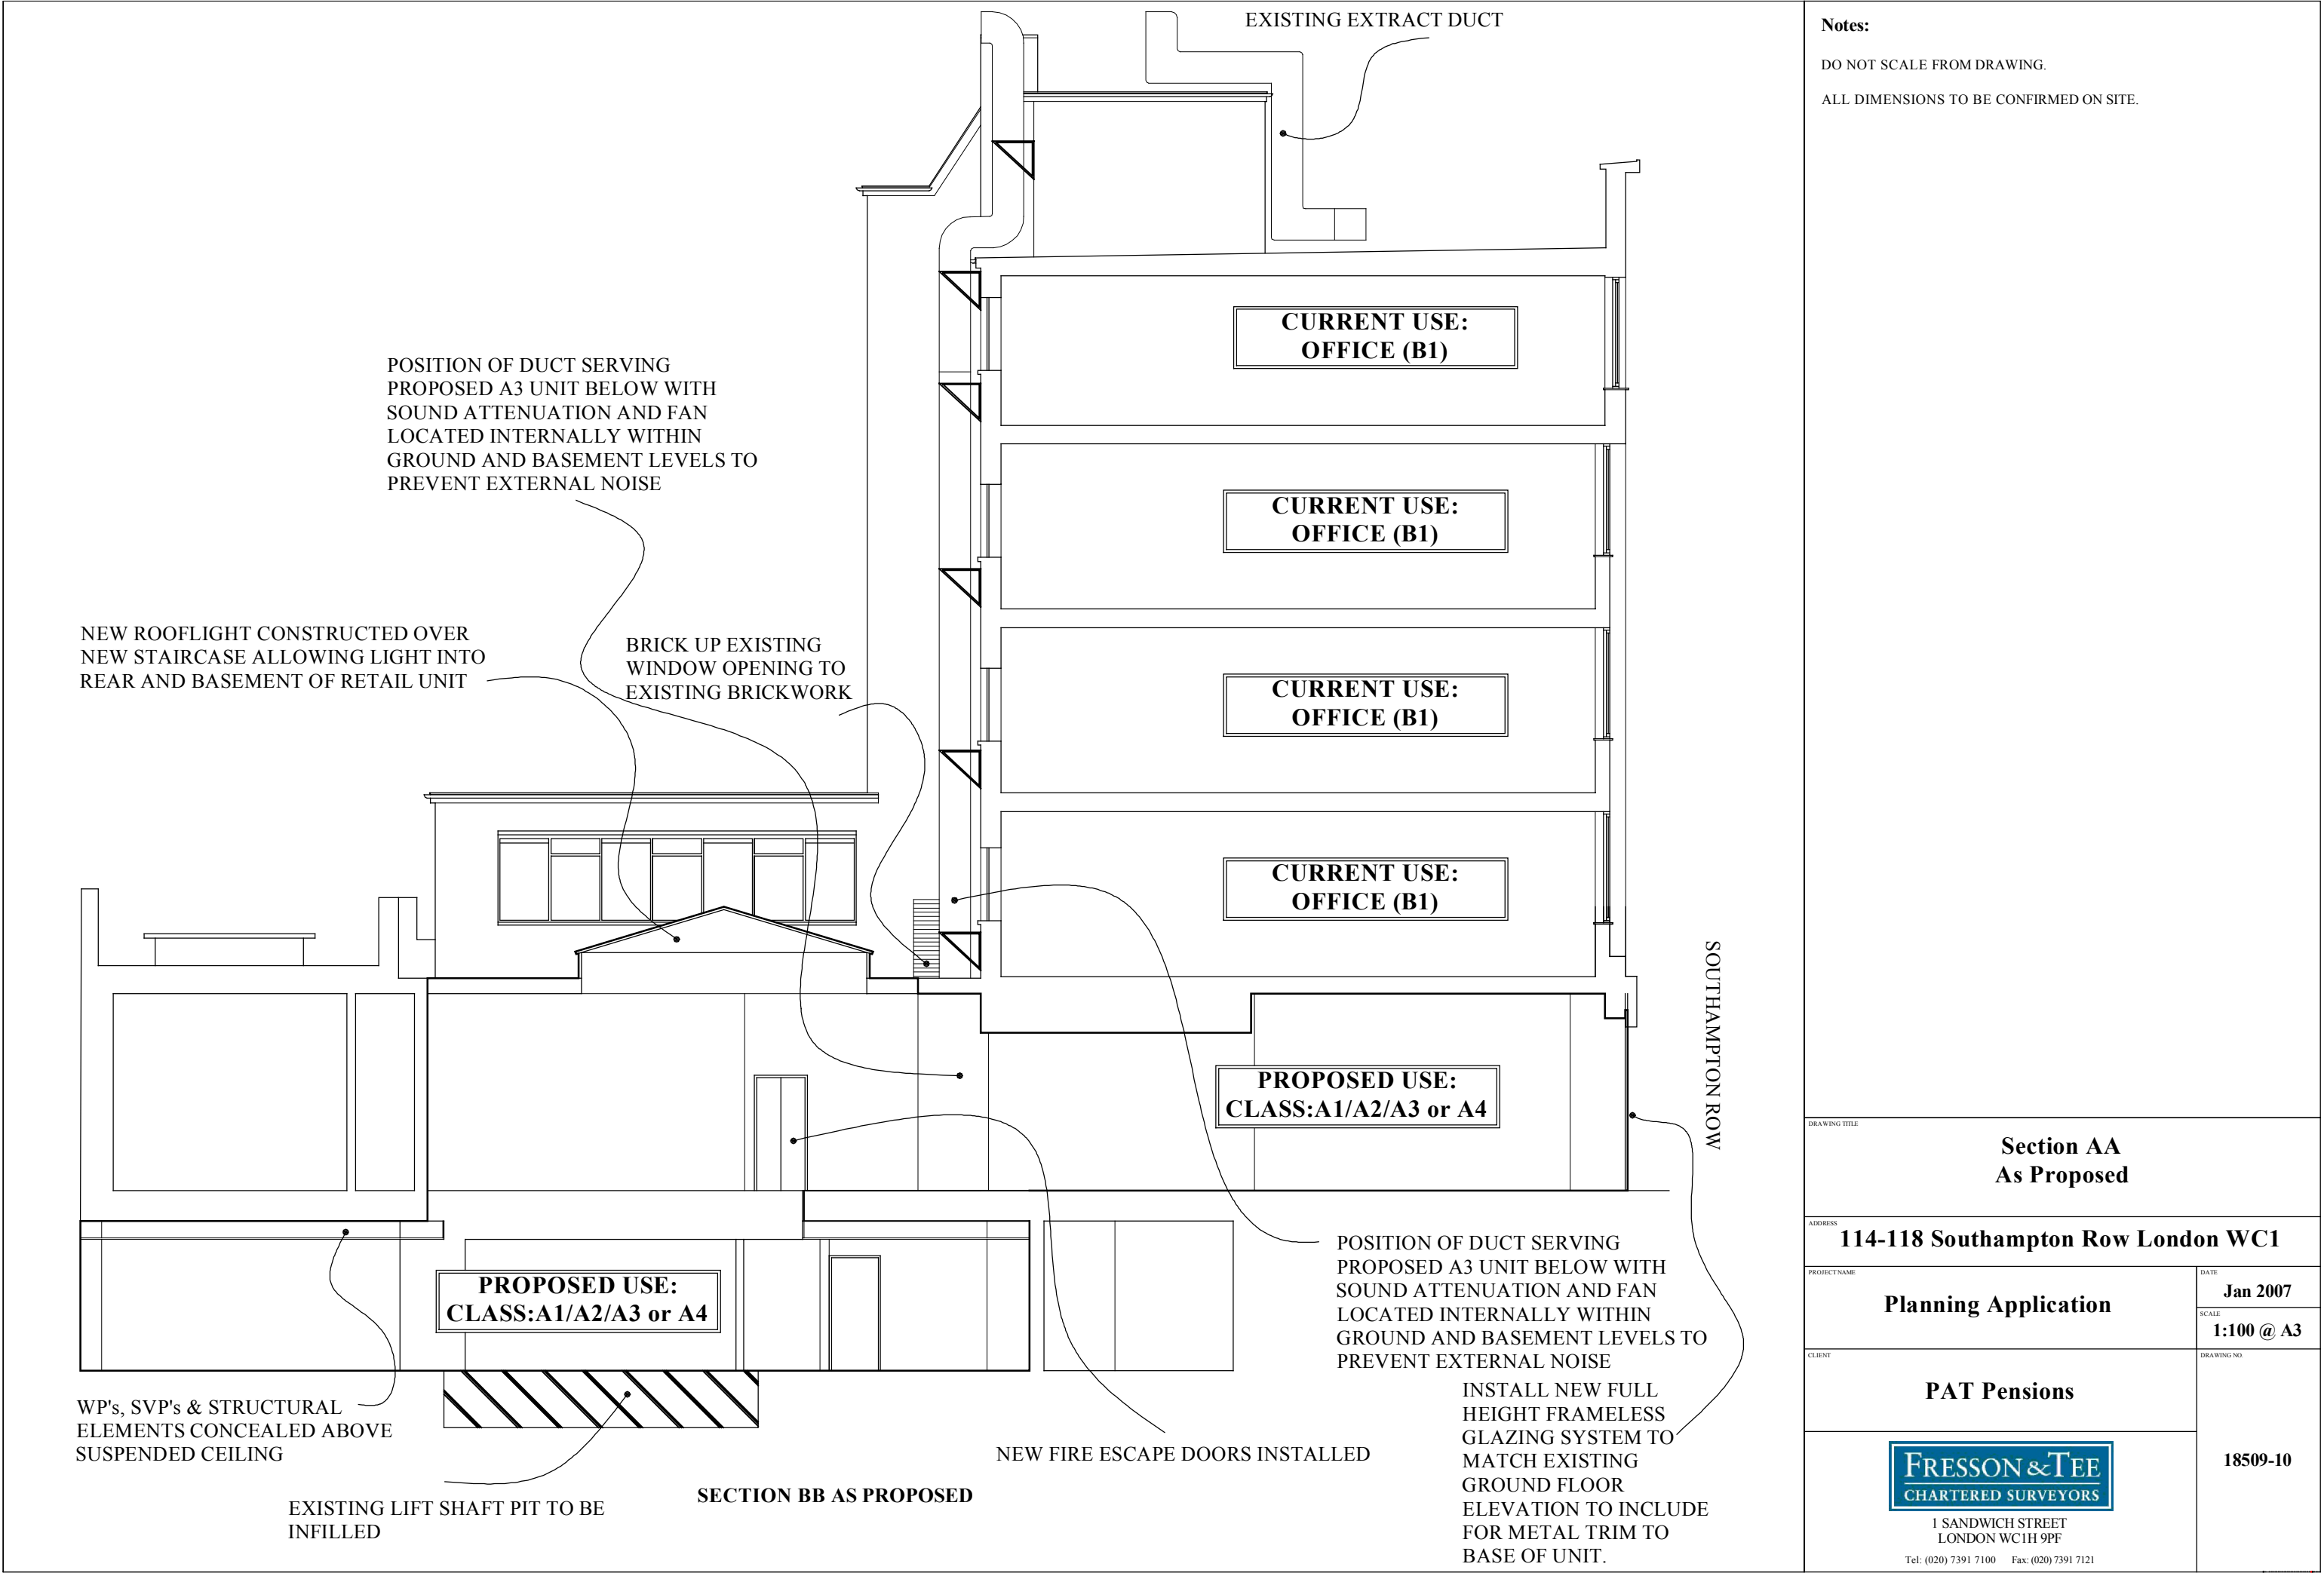 EXISTING EXTRACT DUCT
CURRENT USE:
OFFICE (B1)
POSITION OF DUCT SERVING
PROPOSED A3 UNIT BELOW WITH
SOUND ATTENUATION AND FAN
LOCATED INTERNALLY WITHIN
GROUND AND BASEMENT LEVELS TO
PREVENT EXTERNAL NOISE
CURRENT USE:
OFFICE (B1)
NEW ROOFLIGHT CONSTRUCTED OVER
NEW STAIRCASE ALLOWING LIGHT INTO
REAR AND BASEMENT OF RETAIL UNIT
BRICK UP EXISTING
WINDOW OPENING TO
EXISTING BRICKWORK
CURRENT USE:
OFFICE (B1)
CURRENT USE:
OFFICE (B1)
SOUTHAMPTON ROW
PROPOSED USE:
CLASS:A1/A2/A3 or A4
PROPOSED USE:
CLASS:A1/A2/A3 or A4
POSITION OF DUCT SERVING
PROPOSED A3 UNIT BELOW WITH
SOUND ATTENUATION AND FAN
LOCATED INTERNALLY WITHIN
GROUND AND BASEMENT LEVELS TO
PREVENT EXTERNAL NOISE
WP's, SVP's & STRUCTURAL
ELEMENTS CONCEALED ABOVE
SUSPENDED CEILING
EXISTING LIFT SHAFT PIT TO BE
INFILLED
NEW FIRE ESCAPE DOORS INSTALLED
INSTALL NEW FULL
HEIGHT FRAMELESS
GLAZING SYSTEM TO
MATCH EXISTING
GROUND FLOOR
ELEVATION TO INCLUDE
FOR METAL TRIM TO
BASE OF UNIT.
SECTION BB AS PROPOSED
Notes:
DO NOT SCALE FROM DRAWING.
ALL DIMENSIONS TO BE CONFIRMED ON SITE.
DRAWING TITLE
Section AA
As Proposed
ADDRESS
114-118 Southampton Row London WC1
PROJECT NAME
Planning Application
DATE
Jan 2007
SCALE
1:100 @ A3
CLIENT
PAT Pensions
DRAWING NO.
18509-10
FRESSON & TEE
CHARTERED SURVEYORS
1 SANDWICH STREET
LONDON WC1H 9PF
Tel: (020) 7391 7100 Fax: (020) 7391 7121